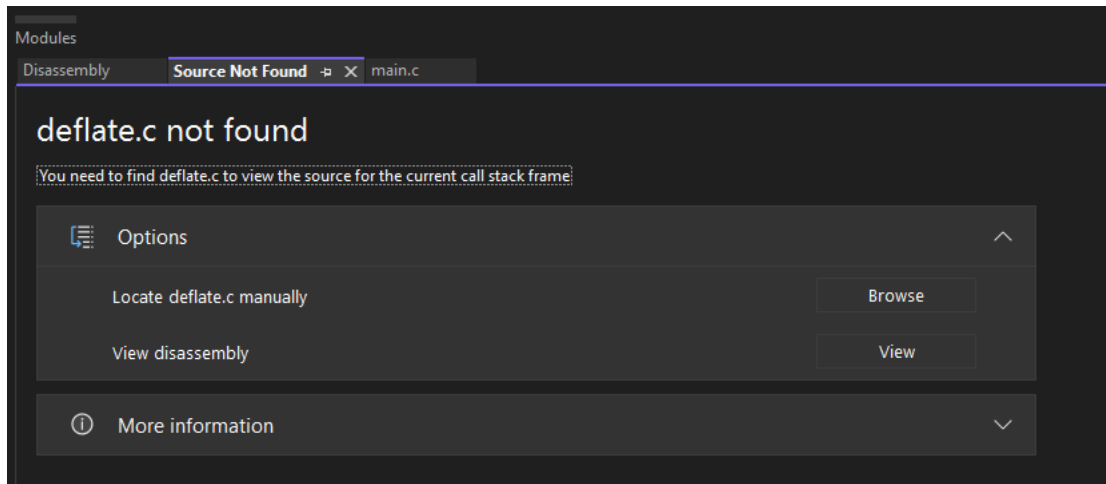 Modules
Disassembly Source Not Found main.c
deflate.c not found
You need to find deflate.c to view the source for the current call stack frame
Options
Locate deflate.c manually Browse
View disassembly View
More information